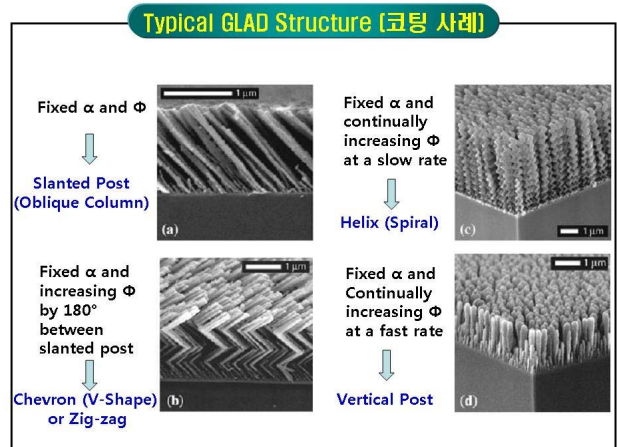 Typical GLAD Structure (코팅 사례)
Fixed α and Φ
Slanted Post
(Oblique Column)
1 μm
(a)
Fixed α and
continually
increasing Φ
at a slow rate
Helix (Spiral)
(c)
1 μm
Fixed α and
increasing Φ
by 180°
between
slanted post
Chevron (V-Shape)
or Zig-zag
1 μm
(b)
Fixed α and
Continually
increasing Φ
at a fast rate
Vertical Post
1 μm
(d)